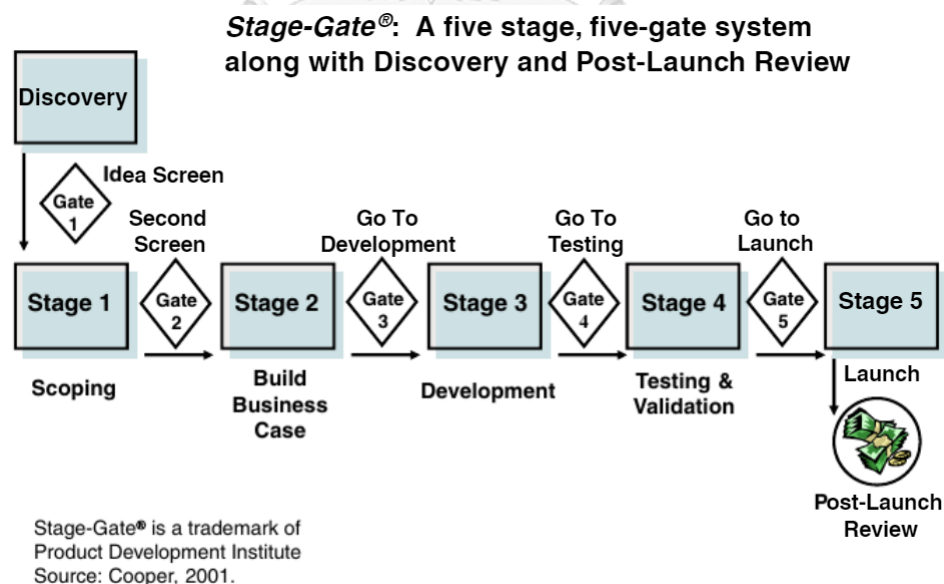 Stage-Gate®: A five stage, five-gate system
along with Discovery and Post-Launch Review
Discovery
Idea Screen
Gate
1
Second
Screen
Go To
Development
Go To
Testing
Go to
Launch
Stage 1
Gate
2
Stage 2
Gate
3
Stage 3
Gate
4
Stage 4
Gate
5
Stage 5
Scoping
Build
Business
Case
Development
Testing &
Validation
Launch
Post-Launch
Review
Stage-Gate® is a trademark of
Product Development Institute
Source: Cooper, 2001.